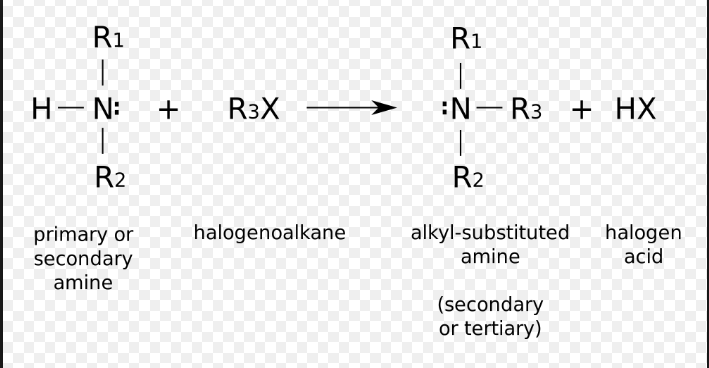 R1 R1
H — N: + R3X ⟶ :N — R3 + HX
R2 R2
primary or
secondary
amine
halogenoalkane
alkyl-substituted
amine
(secondary
or tertiary)
halogen
acid